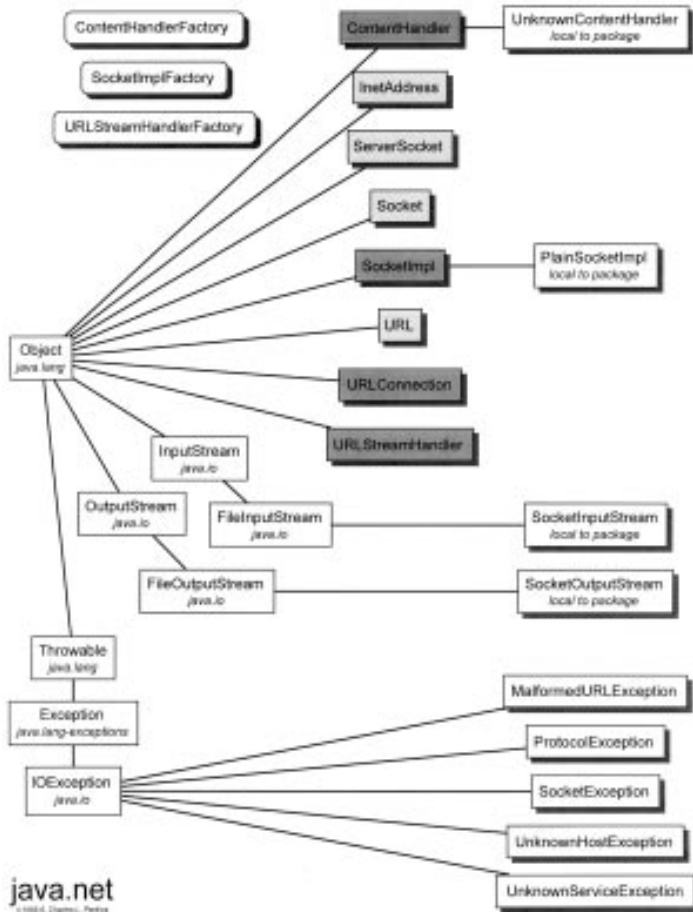 ContentHandlerFactory
SocketImplFactory
URLStreamHandlerFactory
ContentHandler
UnknownContentHandler
local to package
InetAddress
ServerSocket
Socket
SocketImpl
PlainSocketImpl
local to package
URL
Object
java.lang
URLConnection
URLStreamHandler
InputStream
java.io
OutputStream
java.io
FileInputStream
java.io
SocketInputStream
local to package
FileOutputStream
java.io
SocketOutputStream
local to package
Throwable
java.lang
Exception
java.lang-exceptions
IOException
java.io
MalformedURLException
ProtocolException
SocketException
UnknownHostException
UnknownServiceException
java.net